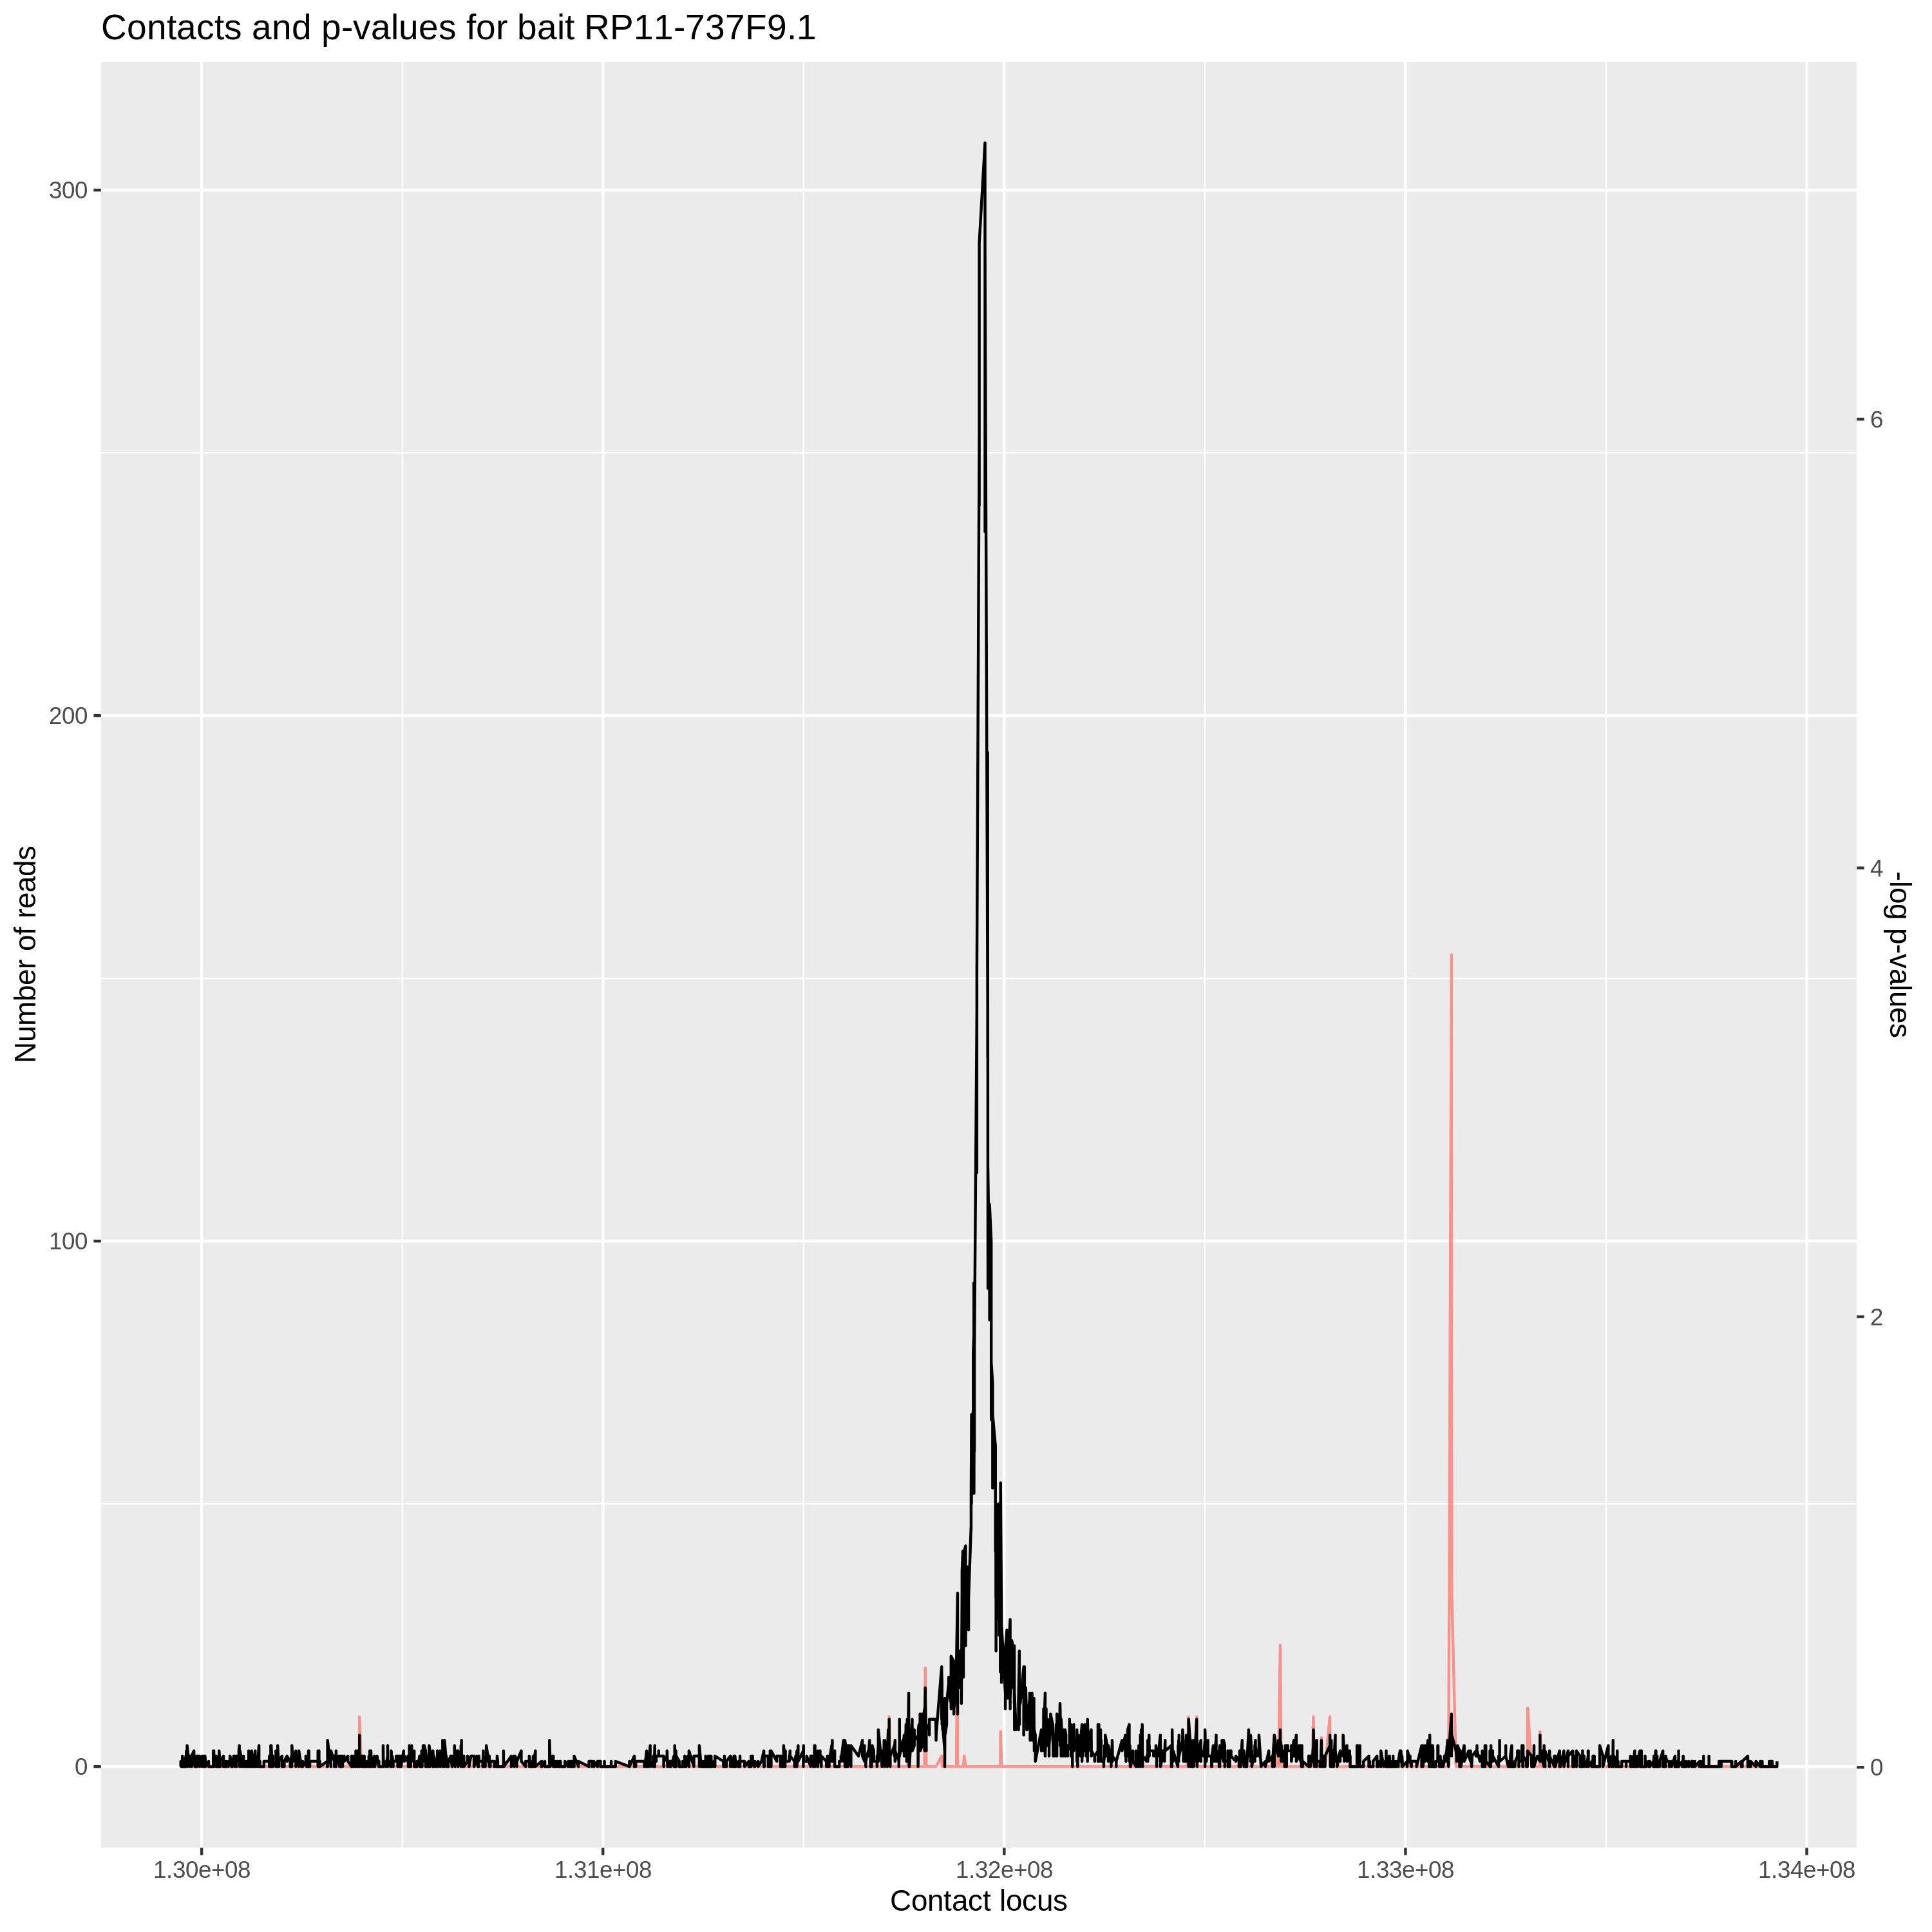 Contacts and p-values for bait RP11-737F9.1
300
200
100
0
Number of reads
6
4
2
0
-log p-values
1.30e+08
1.31e+08
1.32e+08
1.33e+08
1.34e+08
Contact locus